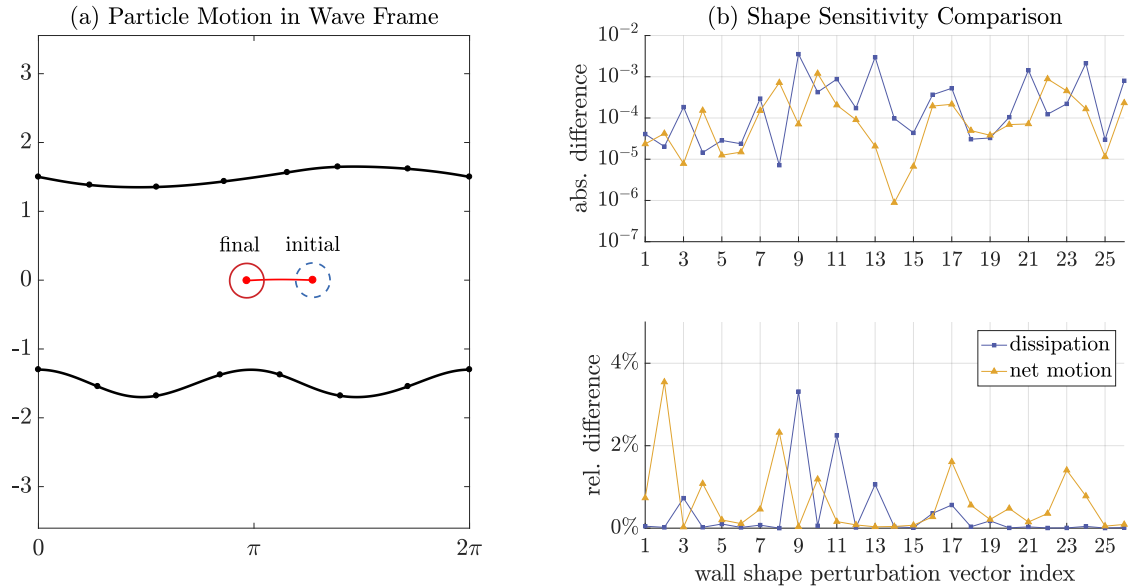 (a) Particle Motion in Wave Frame
3
2
1
0
-1
-2
-3
final
initial
0
π
2π
(b) Shape Sensitivity Comparison
abs. difference
10⁻²
10⁻³
10⁻⁴
10⁻⁵
10⁻⁶
10⁻⁷
1 3 5 7 9 11 13 15 17 19 21 23 25
rel. difference
4%
2%
0%
dissipation
net motion
1 3 5 7 9 11 13 15 17 19 21 23 25
wall shape perturbation vector index